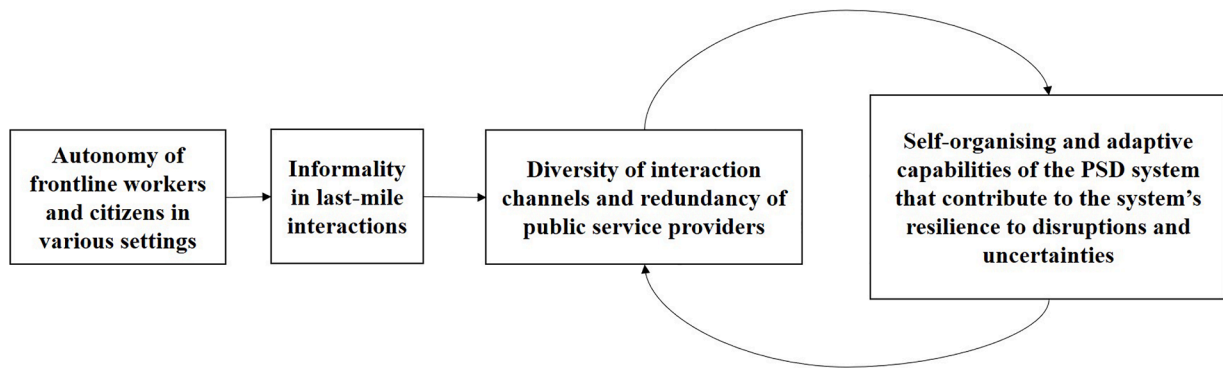 Autonomy of
frontline workers
and citizens in
various settings
Informality
in last-mile
interactions
Diversity of interaction
channels and redundancy of
public service providers
Self-organising and adaptive
capabilities of the PSD system
that contribute to the system’s
resilience to disruptions and
uncertainties